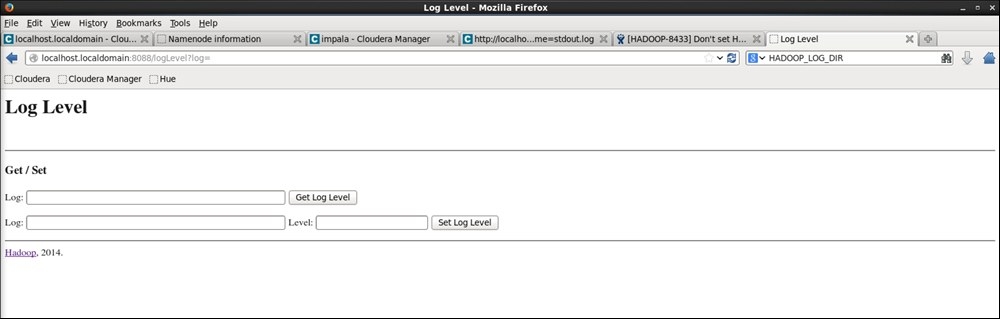 Log Level - Mozilla Firefox
File Edit View History Bookmarks Tools Help
localhost.localdomain - Clou... Namenode information impala - Cloudera Manager http://localho...me=stdout.log [HADOOP-8433] Don't set H... Log Level
localhost.localdomain:8088/logLevel?log= HADOOP_LOG_DIR
Cloudera Cloudera Manager Hue
Log Level
Get / Set
Log: Get Log Level
Log: Level: Set Log Level
Hadoop, 2014.